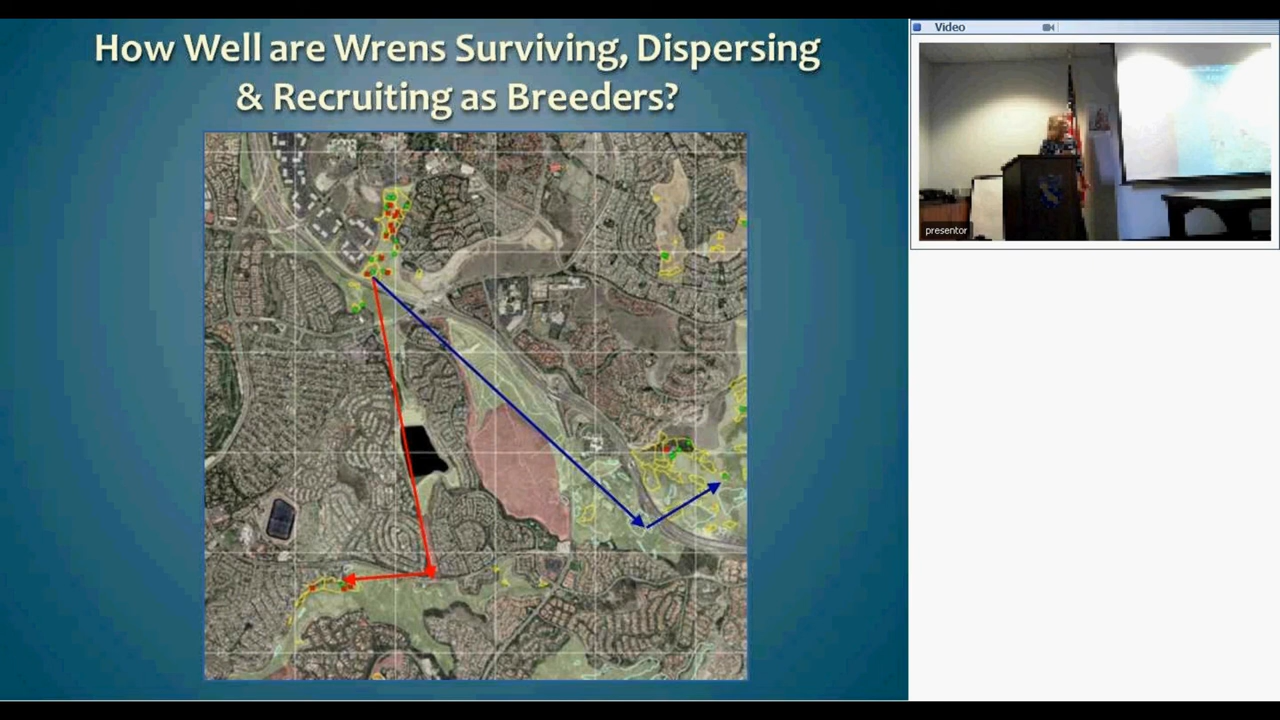 How Well are Wrens Surviving, Dispersing
& Recruiting as Breeders?
Video
presentor